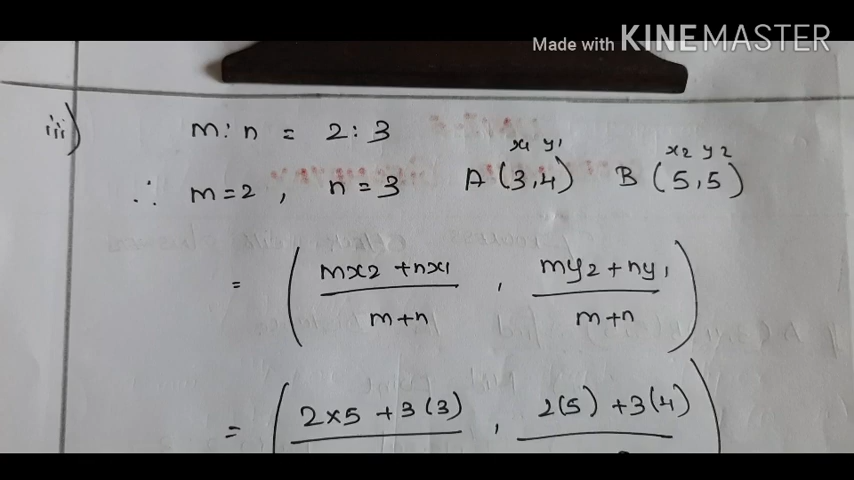 Made with KINEMASTER
iii) m:n = 2:3
x1 y1 x2 y2
∴ m=2, n=3 A(3,4) B(5,5)
= ( mx2 + nx1 / m+n , my2 + ny1 / m+n )
= ( 2×5 + 3(3) , 2(5) + 3(4) )